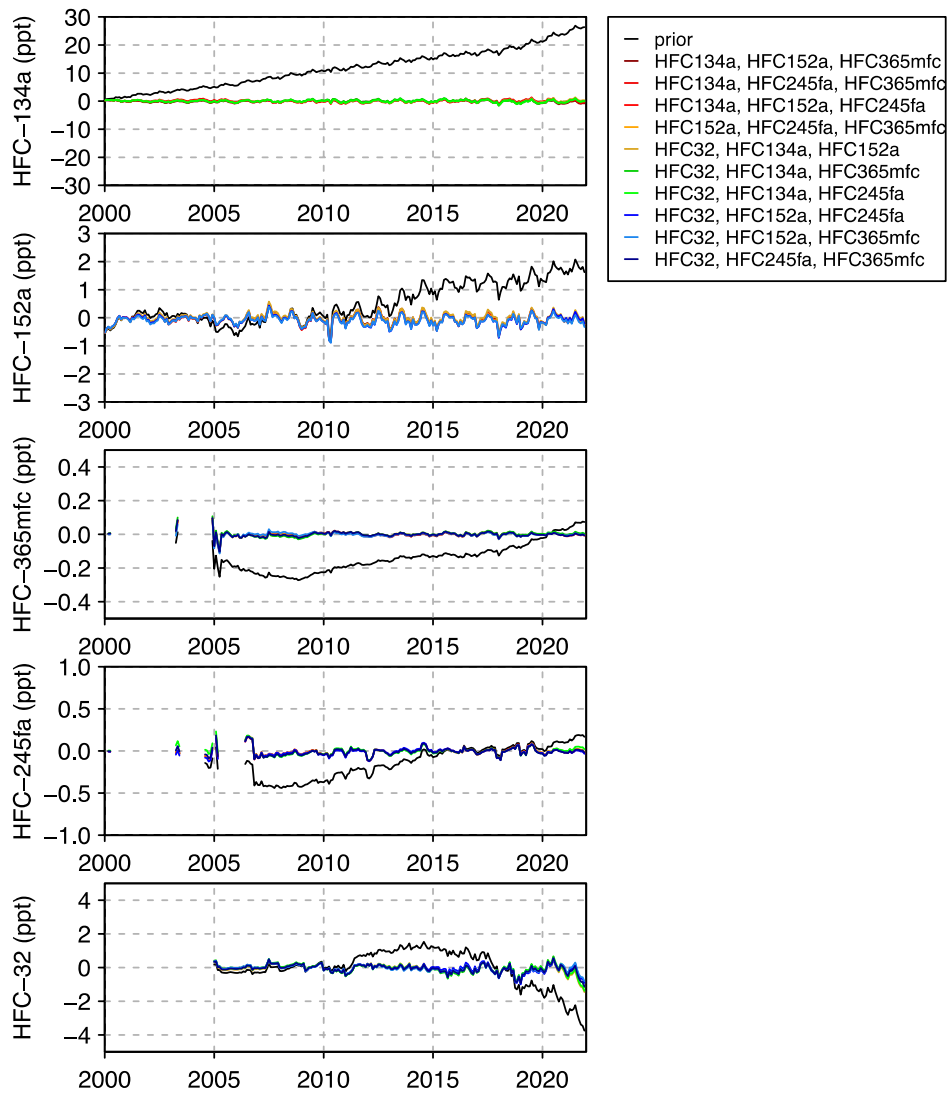 HFC−134a (ppt)
30
20
10
0
−10
−20
−30
2000 2005 2010 2015 2020
HFC−152a (ppt)
3
2
1
0
−1
−2
−3
2000 2005 2010 2015 2020
HFC−365mfc (ppt)
0.4
0.2
0.0
−0.2
−0.4
2000 2005 2010 2015 2020
HFC−245fa (ppt)
1.0
0.5
0.0
−0.5
−1.0
2000 2005 2010 2015 2020
HFC−32 (ppt)
4
2
0
−2
−4
2000 2005 2010 2015 2020
prior
HFC134a, HFC152a, HFC365mfc
HFC134a, HFC245fa, HFC365mfc
HFC134a, HFC152a, HFC245fa
HFC152a, HFC245fa, HFC365mfc
HFC32, HFC134a, HFC152a
HFC32, HFC134a, HFC365mfc
HFC32, HFC134a, HFC245fa
HFC32, HFC152a, HFC245fa
HFC32, HFC152a, HFC365mfc
HFC32, HFC245fa, HFC365mfc